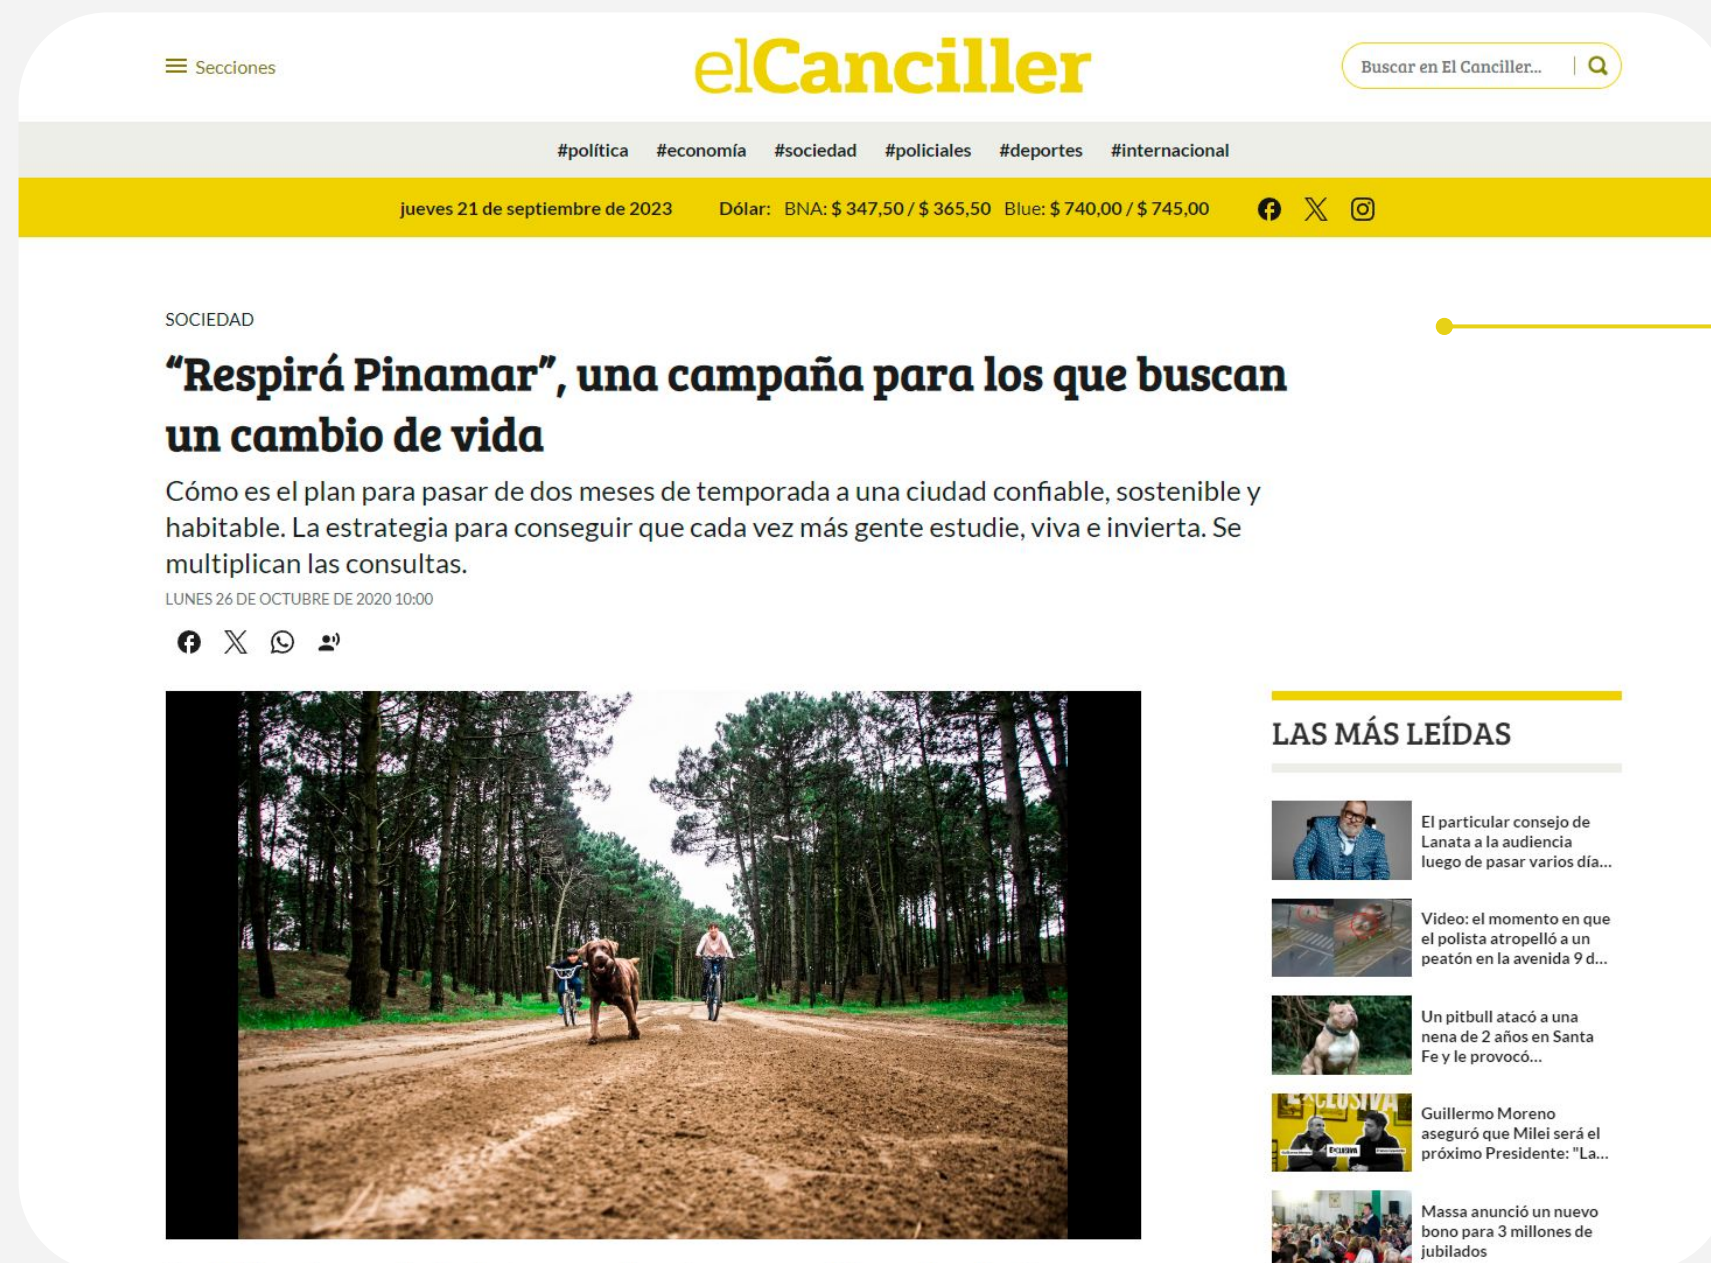 Secciones
elCanciller
Buscar en El Canciller...
#política #economía #sociedad #policiales #deportes #internacional
jueves 21 de septiembre de 2023 Dólar: BNA: $ 347,50 / $ 365,50 Blue: $ 740,00 / $ 745,00
SOCIEDAD
“Respirá Pinamar”, una campaña para los que buscan
un cambio de vida
Cómo es el plan para pasar de dos meses de temporada a una ciudad confiable, sostenible y
habitable. La estrategia para conseguir que cada vez más gente estudie, viva e invierta. Se
multiplican las consultas.
LUNES 26 DE OCTUBRE DE 2020 10:00
LAS MÁS LEÍDAS
El particular consejo de
Lanata a la audiencia
luego de pasar varios día...
Video: el momento en que
el polista atropelló a un
peatón en la avenida 9 d...
Un pitbull atacó a una
nena de 2 años en Santa
Fe y le provocó...
EXCLUSIVA
EXCLUSIVA
Guillermo Moreno
aseguró que Milei será el
próximo Presidente: "La...
Massa anunció un nuevo
bono para 3 millones de
jubilados